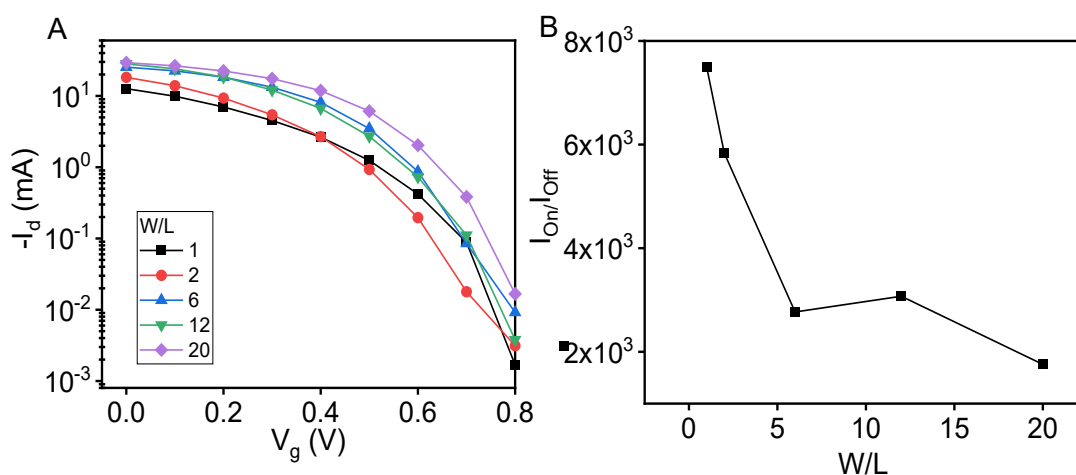 A
-I_d (mA)
10^1
10^0
10^-1
10^-2
10^-3
W/L
1
2
6
12
20
0.0 0.2 0.4 0.6 0.8
V_g (V)
B
I_On/I_Off
8x10^3
6x10^3
4x10^3
2x10^3
0 5 10 15 20
W/L